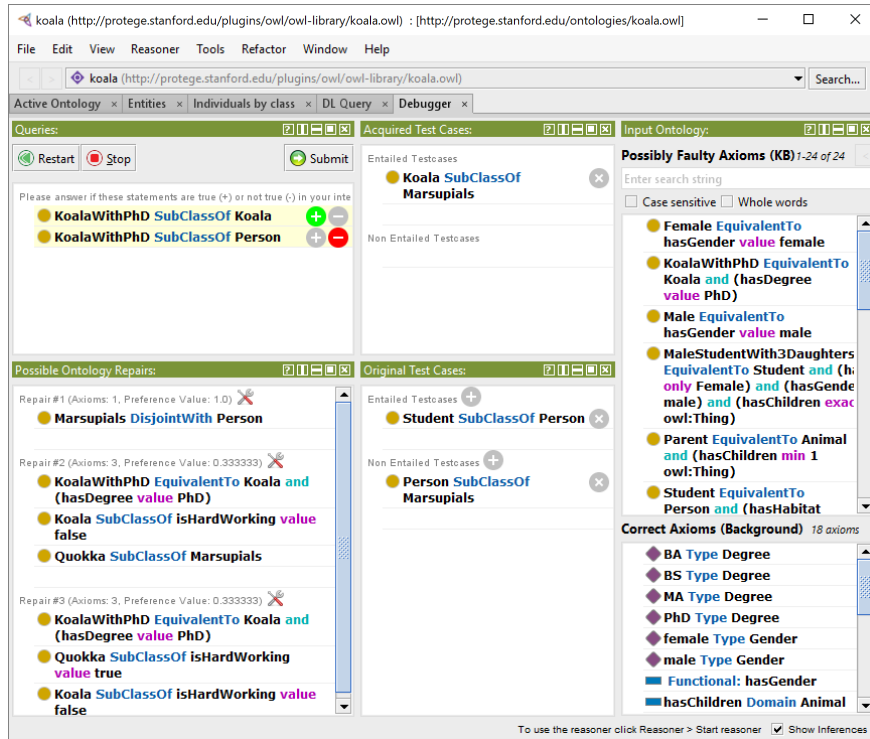 koala (http://protege.stanford.edu/plugins/owl/owl-library/koala.owl) : [http://protege.stanford.edu/ontologies/koala.owl]
File Edit View Reasoner Tools Refactor Window Help
koala (http://protege.stanford.edu/plugins/owl/owl-library/koala.owl)
Search...
Active Ontology × Entities × Individuals by class × DL Query × Debugger ×
Queries:
Restart Stop Submit
Please answer if these statements are true (+) or not true (-) in your inte
KoalaWithPhD SubClassOf Koala
KoalaWithPhD SubClassOf Person
Possible Ontology Repairs:
Repair#1 (Axioms: 1, Preference Value: 1.0)
Marsupials DisjointWith Person
Repair#2 (Axioms: 3, Preference Value: 0.333333)
KoalaWithPhD EquivalentTo Koala and
(hasDegree value PhD)
Koala SubClassOf isHardWorking value
false
Quokka SubClassOf Marsupials
Repair#3 (Axioms: 3, Preference Value: 0.333333)
KoalaWithPhD EquivalentTo Koala and
(hasDegree value PhD)
Quokka SubClassOf isHardWorking
value true
Koala SubClassOf isHardWorking value
false
Acquired Test Cases:
Entailed Testcases
Koala SubClassOf
Marsupials
Non Entailed Testcases
Original Test Cases:
Entailed Testcases
Student SubClassOf Person
Non Entailed Testcases
Person SubClassOf
Marsupials
Input Ontology:
Possibly Faulty Axioms (KB) 1-24 of 24
Enter search string
Case sensitive Whole words
Female EquivalentTo
hasGender value female
KoalaWithPhD EquivalentTo
Koala and (hasDegree
value PhD)
Male EquivalentTo
hasGender value male
MaleStudentWith3Daughters
EquivalentTo Student and (ha
only Female) and (hasGende
male) and (hasChildren exac
owl:Thing)
Parent EquivalentTo Animal
and (hasChildren min 1
owl:Thing)
Student EquivalentTo
Person and (hasHabitat
Correct Axioms (Background) 18 axioms
BA Type Degree
BS Type Degree
MA Type Degree
PhD Type Degree
female Type Gender
male Type Gender
Functional: hasGender
hasChildren Domain Animal
To use the reasoner click Reasoner > Start reasoner Show Inferences